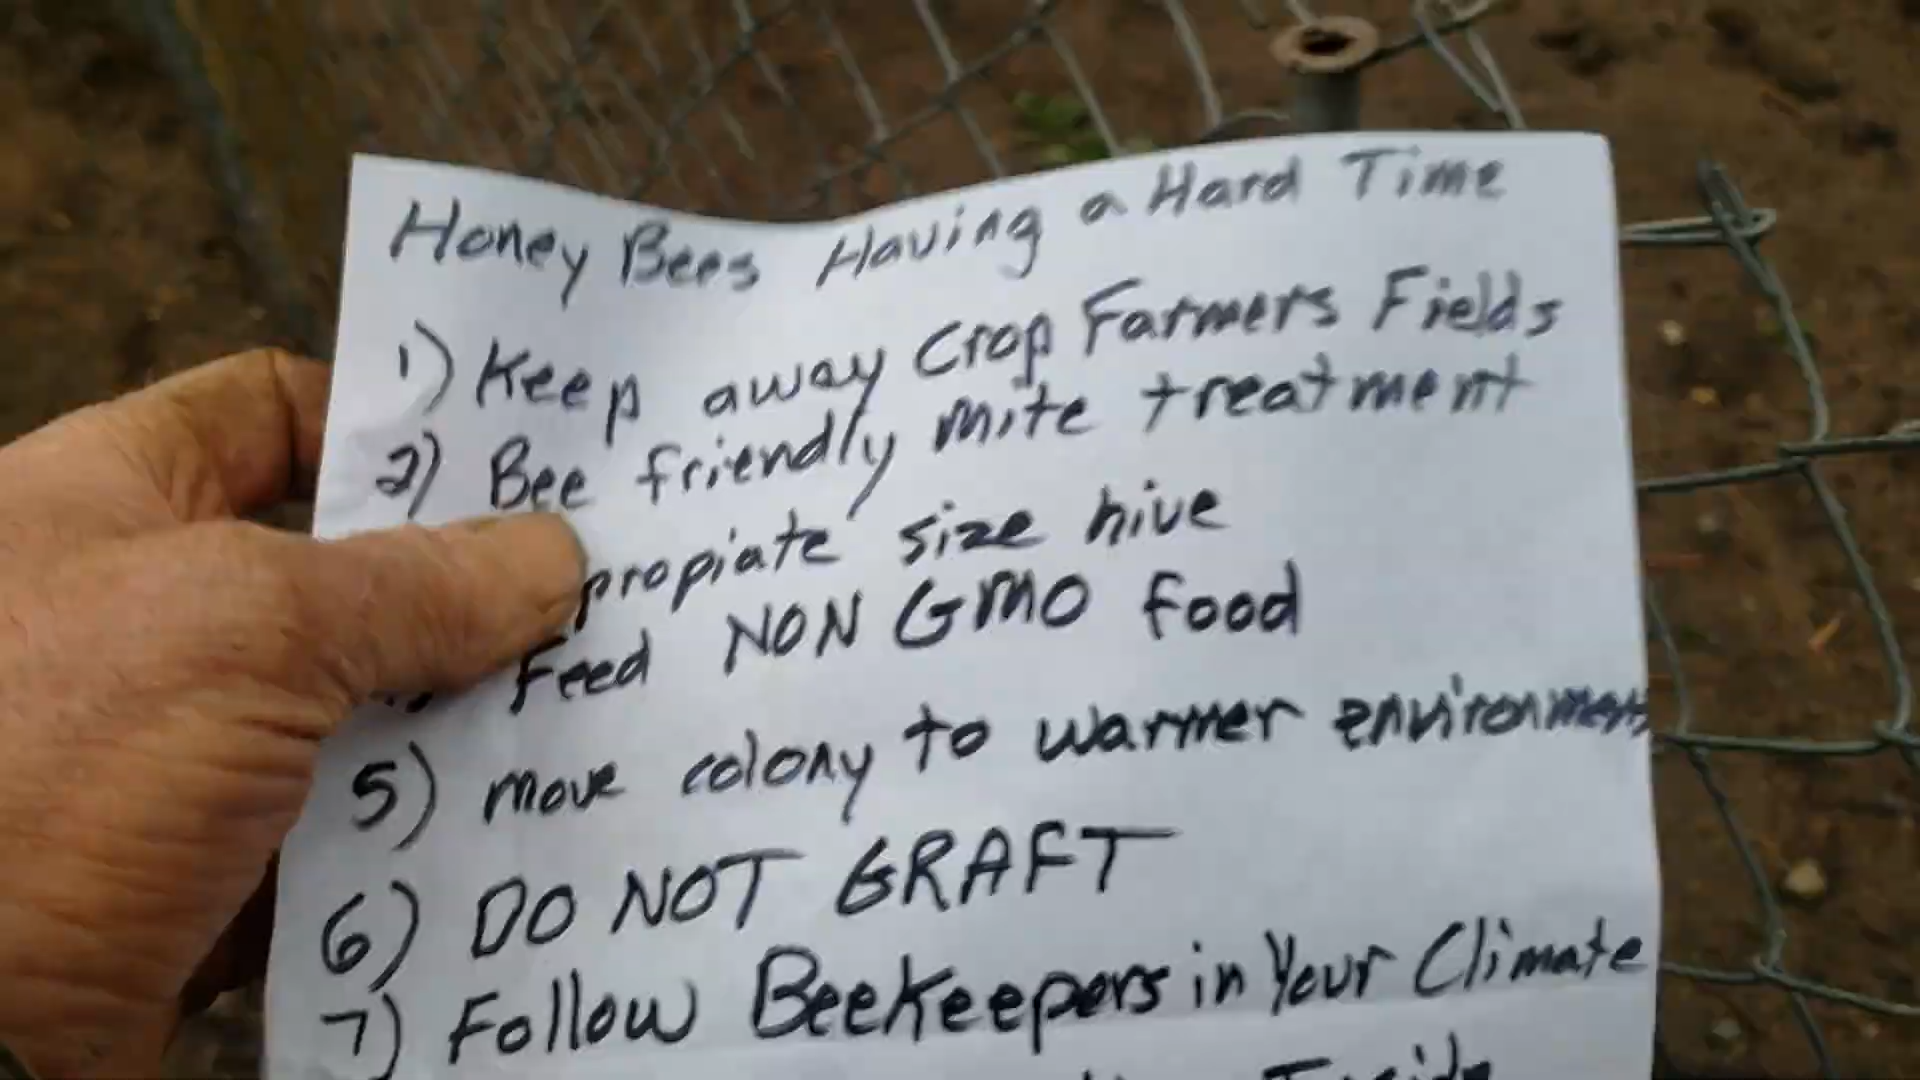 Honey Bees Having a Hard Time
1) Keep away Crop Farmers Fields
2) Bee friendly mite treatment
propiate size hive
Feed NON GMO food
5) move colony to warmer environment
6) DO NOT GRAFT
7) Follow Beekeepers in Your Climate